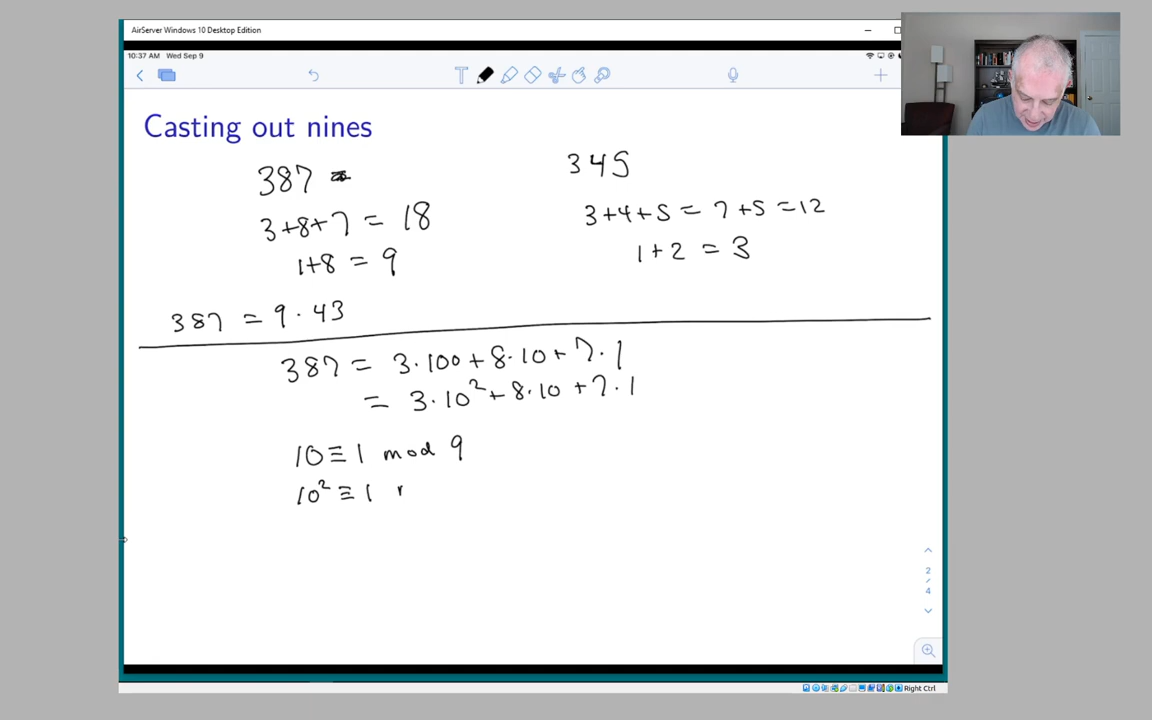 AirServer Windows 10 Desktop Edition
10:37 AM Wed Sep 9
Casting out nines
387
3+8+7 = 18
1+8 = 9
387 = 9·43
345
3+4+5 = 7+5 = 12
1+2 = 3
387 = 3·100 + 8·10 + 7·1
= 3·10² + 8·10 + 7·1
10 ≡ 1 mod 9
10² ≡ 1
2
/
4
Right Ctrl